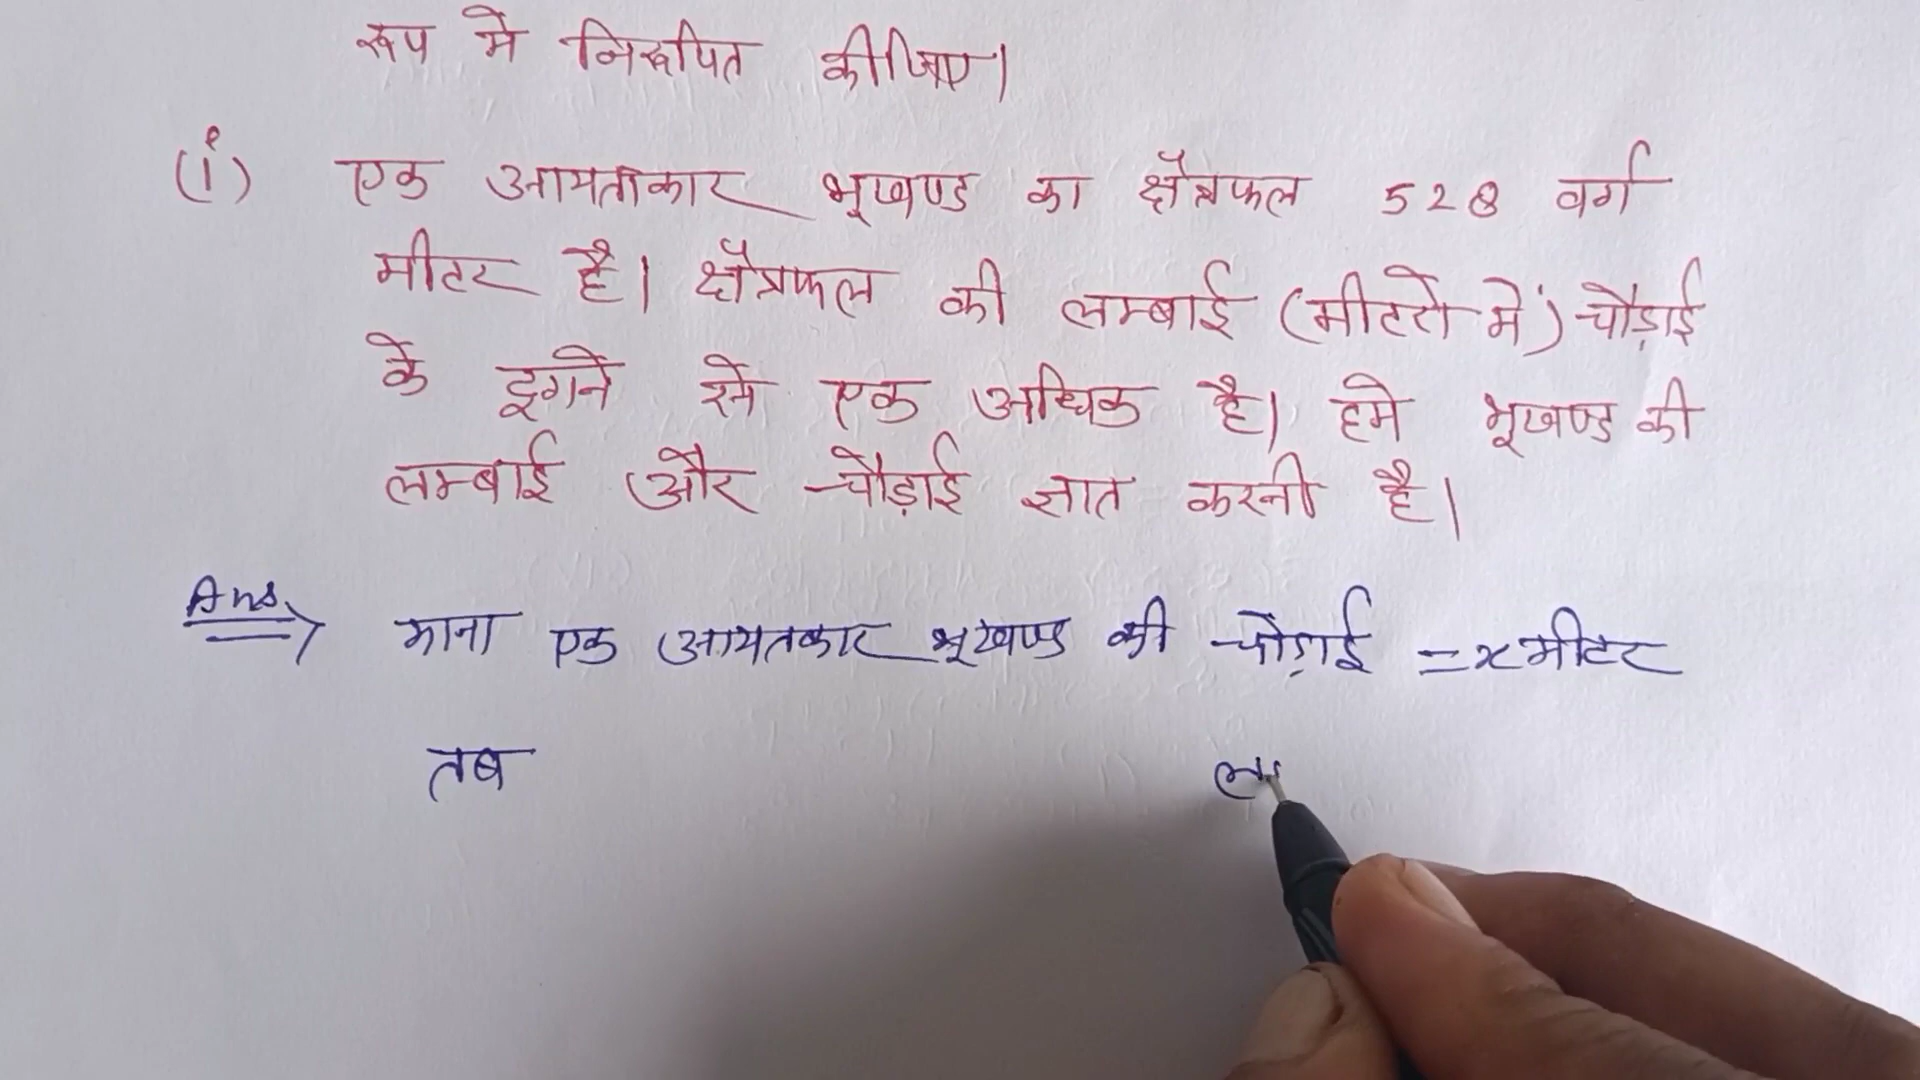 रूप में निरूपित कीजिए।
(i) एक आयताकार भूखण्ड का क्षैत्रफल 528 वर्ग
मीटर है। क्षैत्रफल की लम्बाई (मीटरो में) चौड़ाई
के दुगने से एक अधिक है। हमे भूखण्ड की
लम्बाई और चौड़ाई ज्ञात करनी है।
Ans. माना एक आयतकार भूखण्ड की चोड़ाई = x मीटर
तब